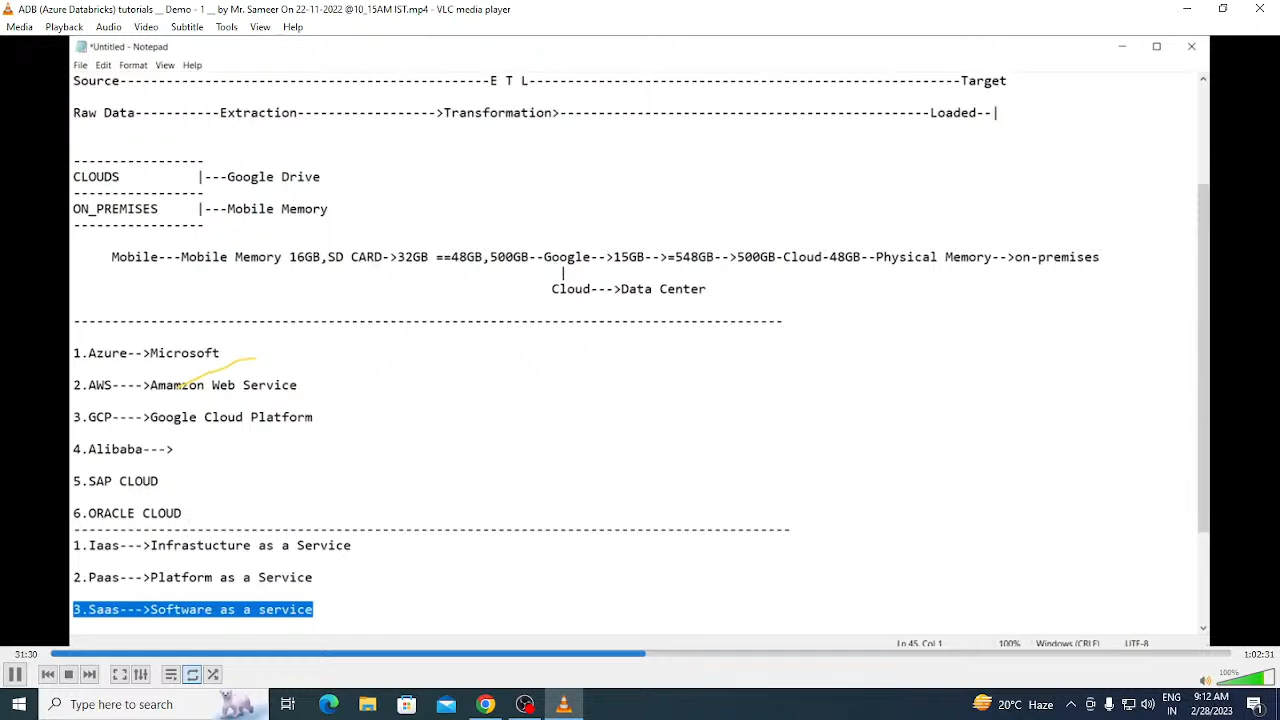 ADB (Azure Databricks) tutorials __ Demo - 1 __ by Mr. Sameer On 22-11-2022 @10_15AM IST.mp4 - VLC media player
Media Playback Audio Video Subtitle Tools View Help
*Untitled - Notepad
File Edit Format View Help
Source------------------------------------------------E T L--------------------------------------------------------Target
Raw Data-----------Extraction------------------>Transformation>------------------------------------------------Loaded--|
-----------------
CLOUDS |---Google Drive
-----------------
ON_PREMISES |---Mobile Memory
-----------------
Mobile---Mobile Memory 16GB,SD CARD->32GB ==48GB,500GB--Google-->15GB-->=548GB-->500GB-Cloud-48GB--Physical Memory-->on-premises
|
Cloud--->Data Center
--------------------------------------------------------------------------------------------
1.Azure-->Microsoft
2.AWS---->Amamzon Web Service
3.GCP---->Google Cloud Platform
4.Alibaba--->
5.SAP CLOUD
6.ORACLE CLOUD
---------------------------------------------------------------------------------------------
1.Iaas--->Infrastucture as a Service
2.Paas--->Platform as a Service
3.Saas--->Software as a service
Ln 45, Col 1 100% Windows (CRLF) UTF-8
31:30 1:02:31
100%
Type here to search 20°C Haze ENG IN 9:12 AM 2/28/2023